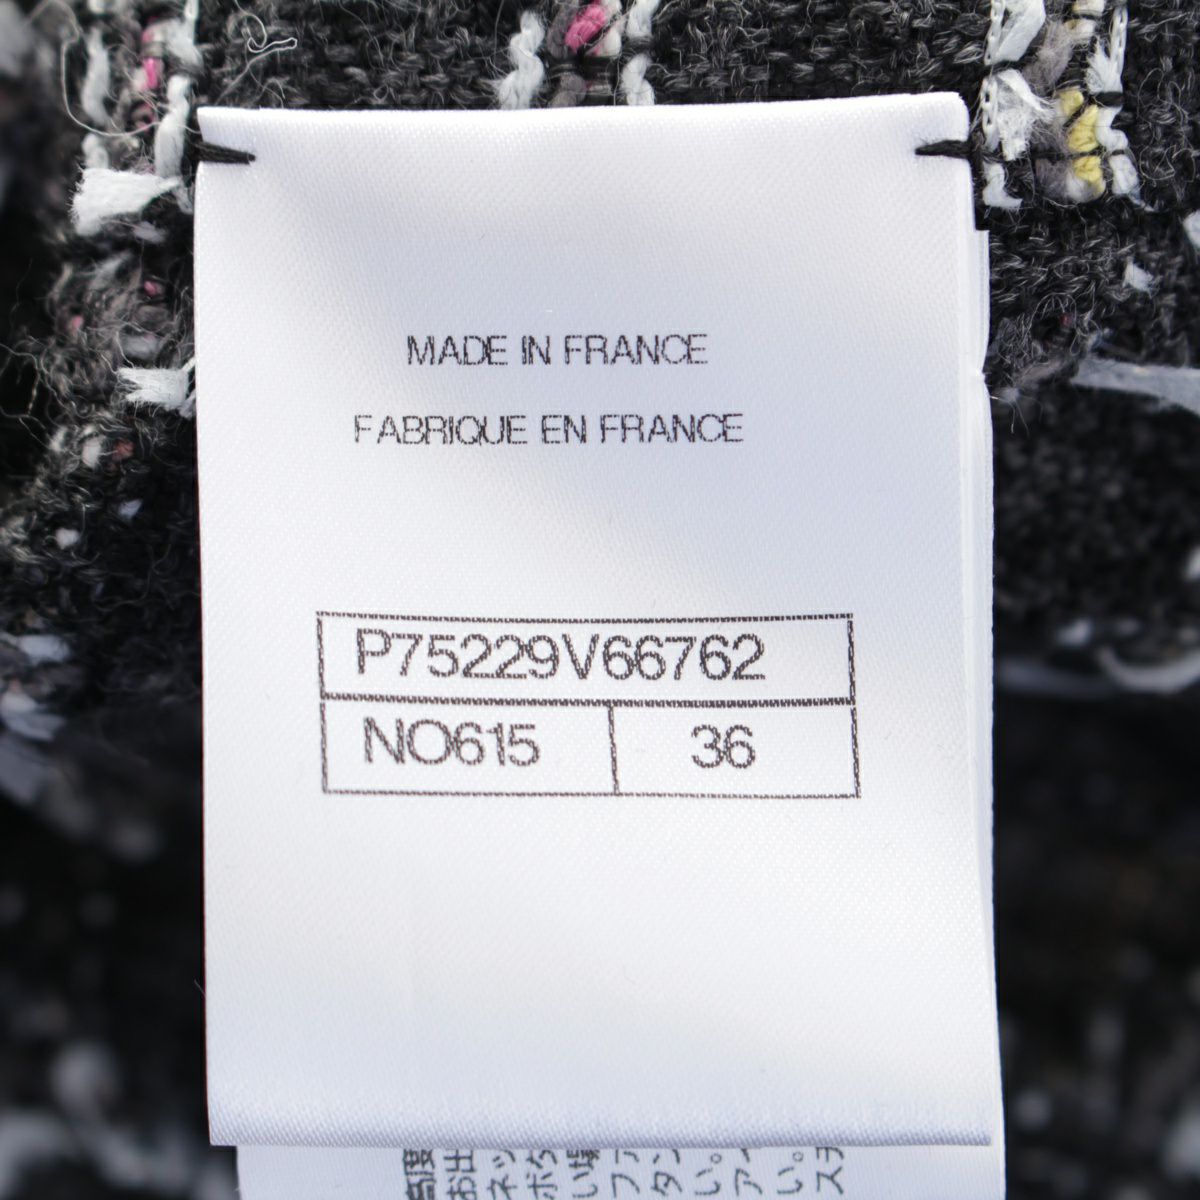 MADE IN FRANCE
FABRIQUE EN FRANCE
P75229V66762
NO615 36